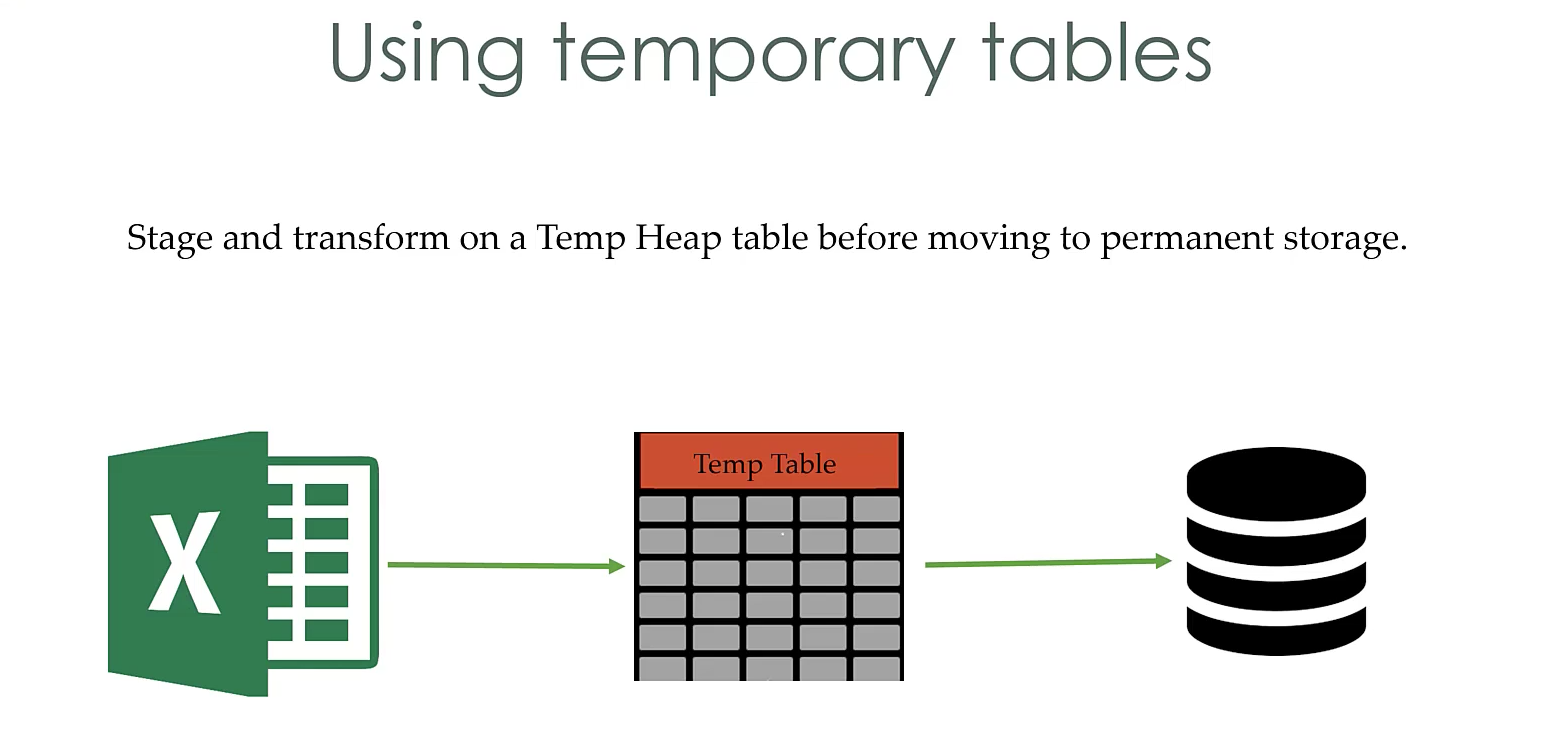 Using temporary tables
Stage and transform on a Temp Heap table before moving to permanent storage.
Temp Table
X